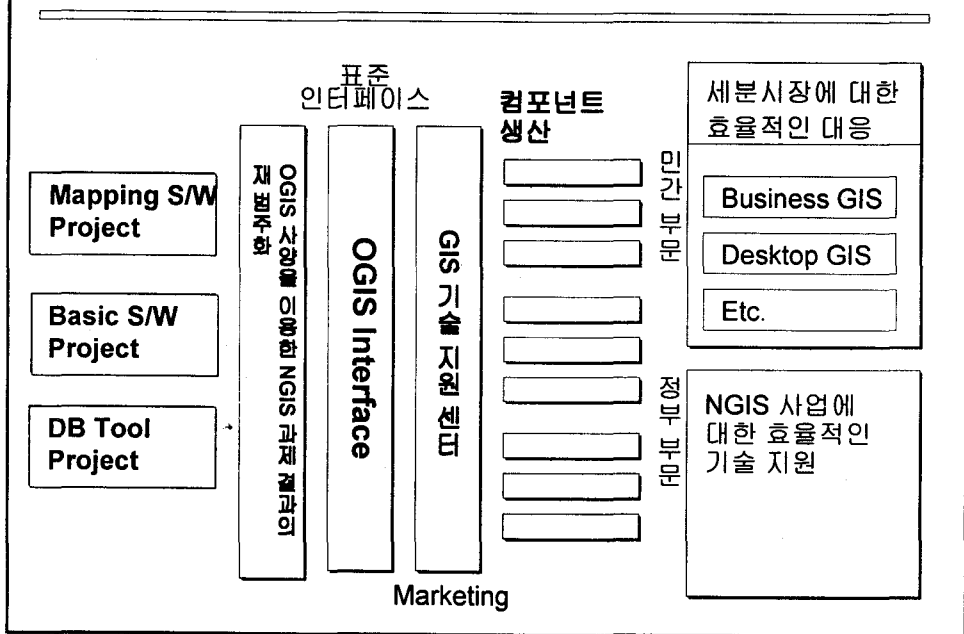 표준
인터페이스
컴포넌트
생산
세분시장에 대한
효율적인 대응
Mapping S/W
Project
Basic S/W
Project
DB Tool
Project
OGIS 사양을 이용한 NGIS 과제 결과의
재 범주화
OGIS Interface
GIS 기술 지원 센터
민간 부문
정부 부문
Business GIS
Desktop GIS
Etc.
NGIS 사업에
대한 효율적인
기술 지원
Marketing